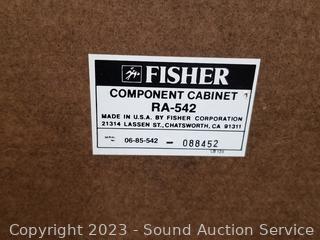 FISHER
COMPONENT CABINET
RA-542
MADE IN U.S.A. BY FISHER CORPORATION
21314 LASSEN ST., CHATSWORTH, CA 91311
06-85-542 - 088452
Copyright 2023 - Sound Auction Service